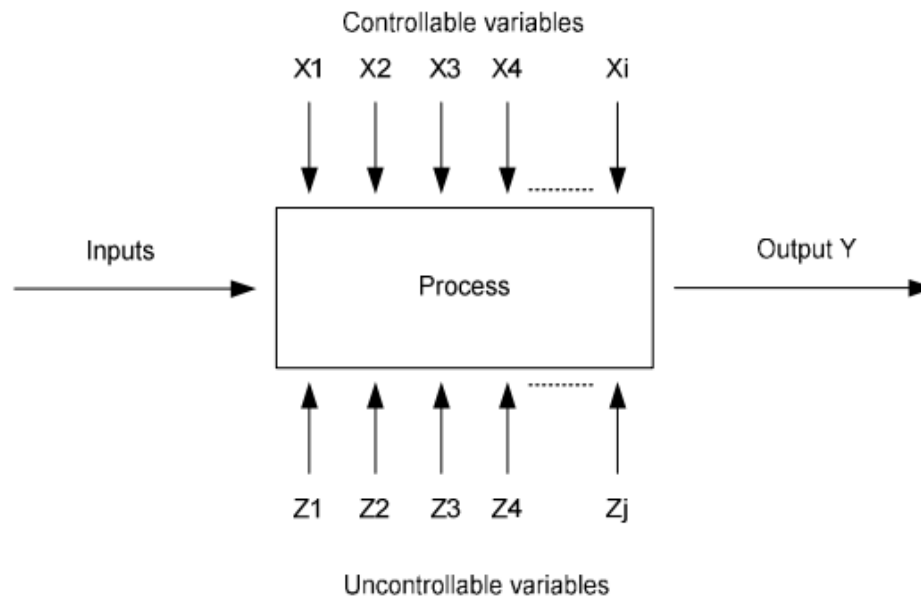 Controllable variables
X1 X2 X3 X4 Xi
Inputs
Process
Output Y
Z1 Z2 Z3 Z4 Zj
Uncontrollable variables